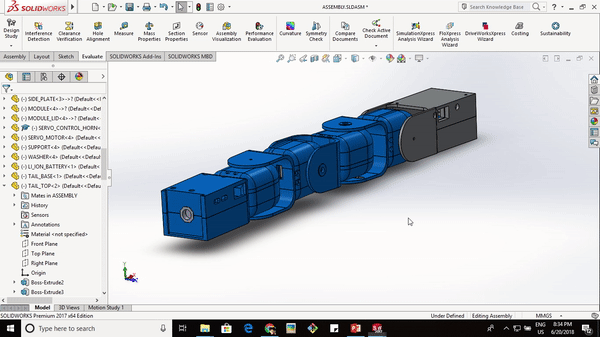 SOLIDWORKS
ASSEMBLY.SLDASM *
Search Knowledge Base
Design Study
Interference Detection
Clearance Verification
Hole Alignment
Measure
Mass Properties
Section Properties
Sensor
Assembly Visualization
Performance Evaluation
Curvature
Symmetry Check
Compare Documents
Check Active Document
SimulationXpress Analysis Wizard
FloXpress Analysis Wizard
DriveWorksXpress Wizard
Costing
Sustainability
Assembly Layout Sketch Evaluate SOLIDWORKS Add-Ins SOLIDWORKS MBD
(-) SIDE_PLATE<3>->? (Default<<D
(-) MODULE<4>->? (Default<<Def
(-) MODULE_LID<4>->? (Default<
(-) SERVO_CONTROL_HORN<
(-) SERVO_MOTOR<4> (Default<
(-) SUPPORT<4> (Default<<Defa
(-) WASHER<4> (Default<<Defau
(-) LI_ION_BATTERY<1> (Default<
(-) TAIL_BASE<1> (Default<<Defa
(-) TAIL_TOP<2> (Default<<Defau
Mates in ASSEMBLY
History
Sensors
Annotations
Material <not specified>
Front Plane
Top Plane
Right Plane
Origin
Boss-Extrude2
Boss-Extrude3
Model 3D Views Motion Study 1
SOLIDWORKS Premium 2017 x64 Edition
Under Defined Editing Assembly MMGS
Type here to search
ENG
US
8:34 PM
6/20/2018